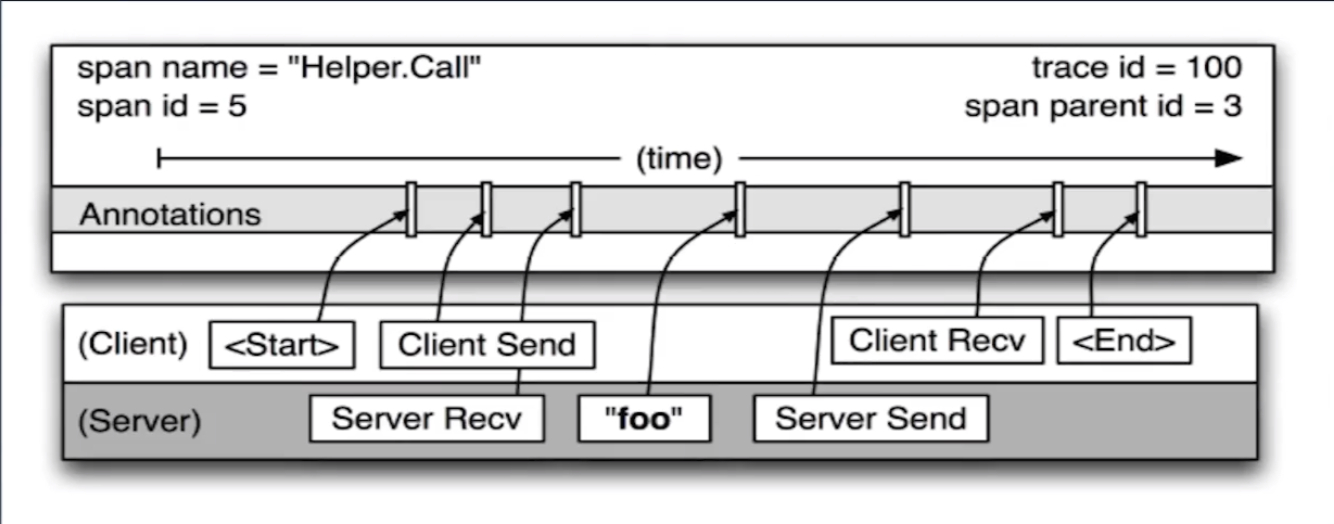 span name = "Helper.Call"
trace id = 100
span id = 5
span parent id = 3
(time)
Annotations
(Client)
<Start>
Client Send
Client Recv
<End>
(Server)
Server Recv
"foo"
Server Send